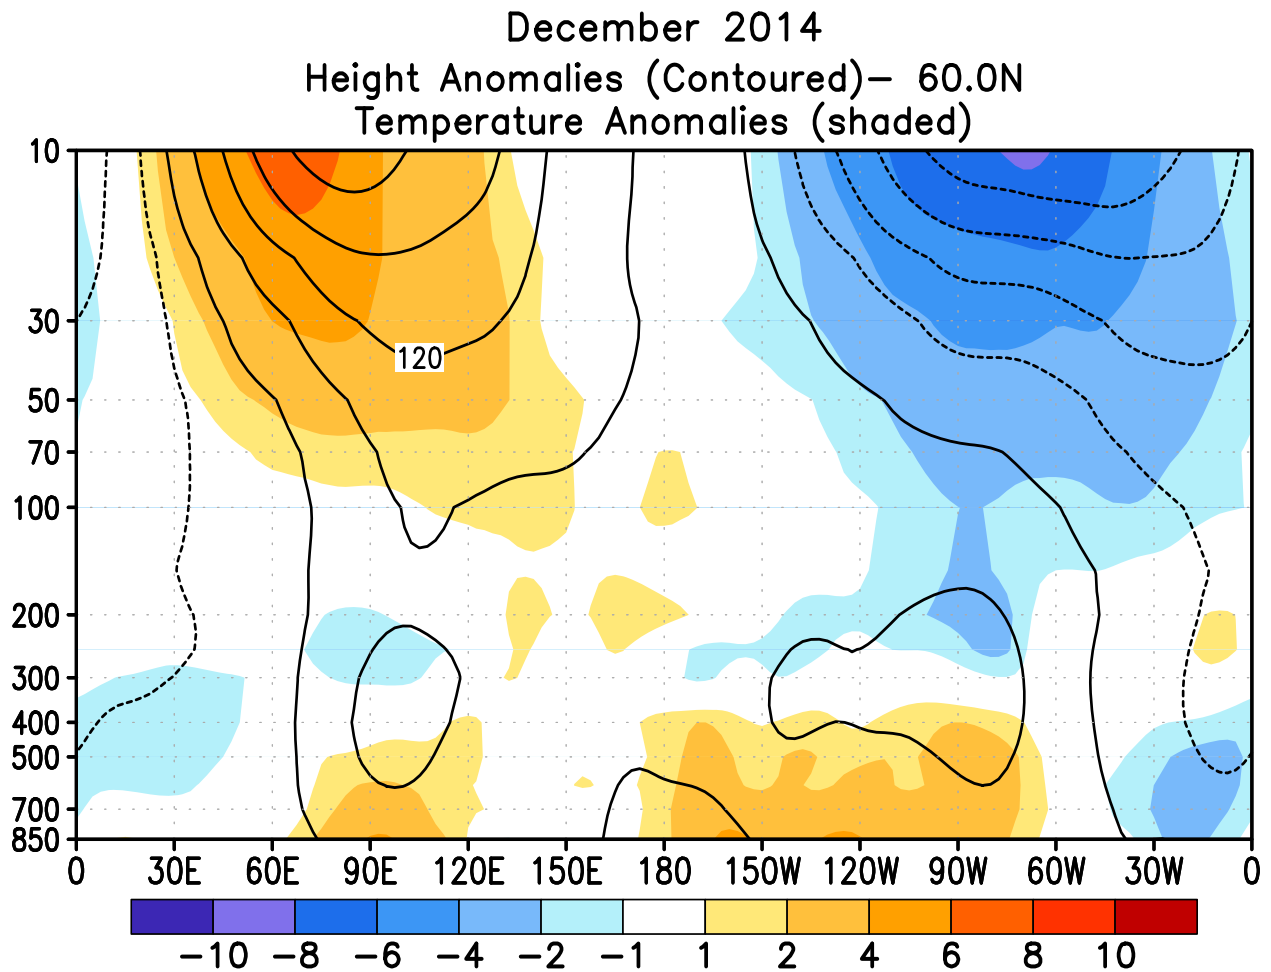 December 2014
Height Anomalies (Contoured)− 60.0N
Temperature Anomalies (shaded)
10
30
50
70
100
200
300
400
500
700
850
120
0 30E 60E 90E 120E 150E 180 150W 120W 90W 60W 30W 0
−10 −8 −6 −4 −2 −1 1 2 4 6 8 10